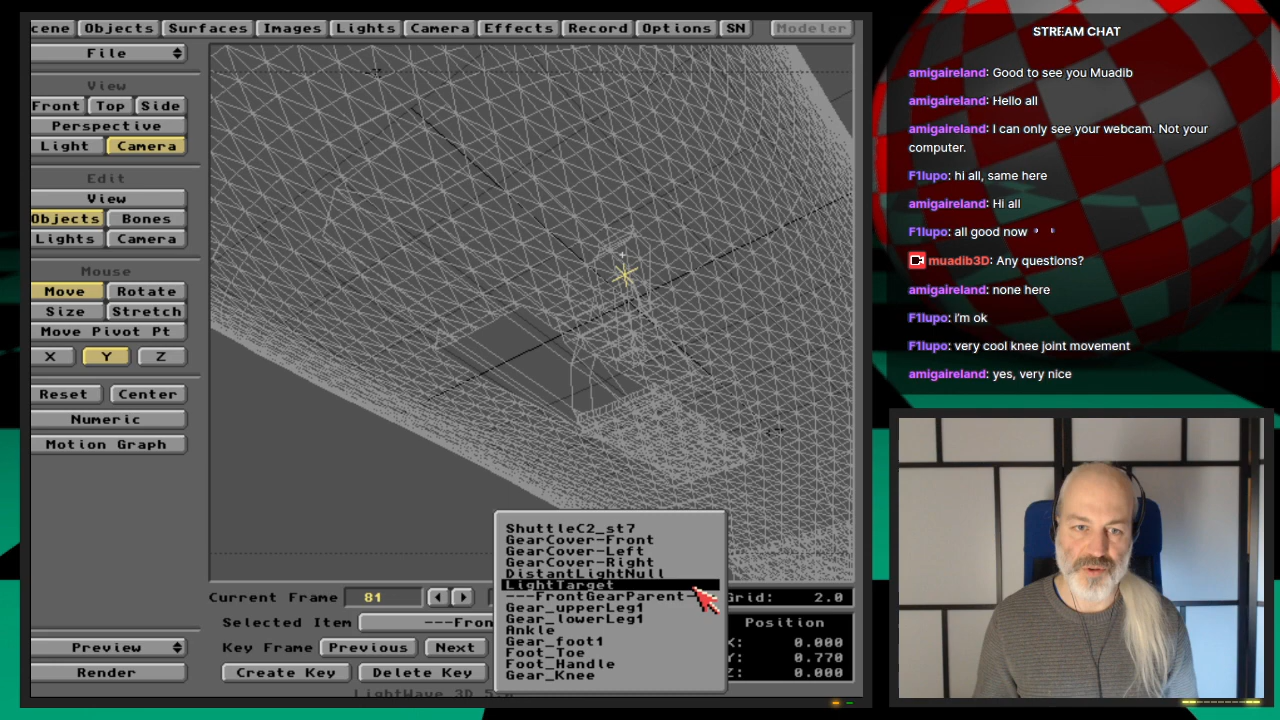 cene Objects Surfaces Images Lights Camera Effects Record Options SN Modeler
File
View
Front Top Side
Perspective
Light Camera
Edit
View
Objects Bones
Lights Camera
Mouse
Move Rotate
Size Stretch
Move Pivot Pt
X Y Z
Reset Center
Numeric
Motion Graph
Preview
Render
Current Frame 81
Selected Item ---Fron
Key Frame Previous Next
Create Key Delete Key
LightWave 3D
ShuttleC2_st7
GearCover-Front
GearCover-Left
GearCover-Right
DistantLightNull
LightTarget
---FrontGearParent-
Gear_upperLeg1
Gear_lowerLeg1
Ankle
Gear_foot1
Foot_Toe
Foot_Handle
Gear_Knee
Grid: 2.0
Position
X: 0.000
Y: 0.770
Z: 0.000
STREAM CHAT
amigaireland: Good to see you Muadib
amigaireland: Hello all
amigaireland: I can only see your webcam. Not your
computer.
F1lupo: hi all, same here
amigaireland: Hi all
F1lupo: all good now
muadib3D: Any questions?
amigaireland: none here
F1lupo: i'm ok
F1lupo: very cool knee joint movement
amigaireland: yes, very nice